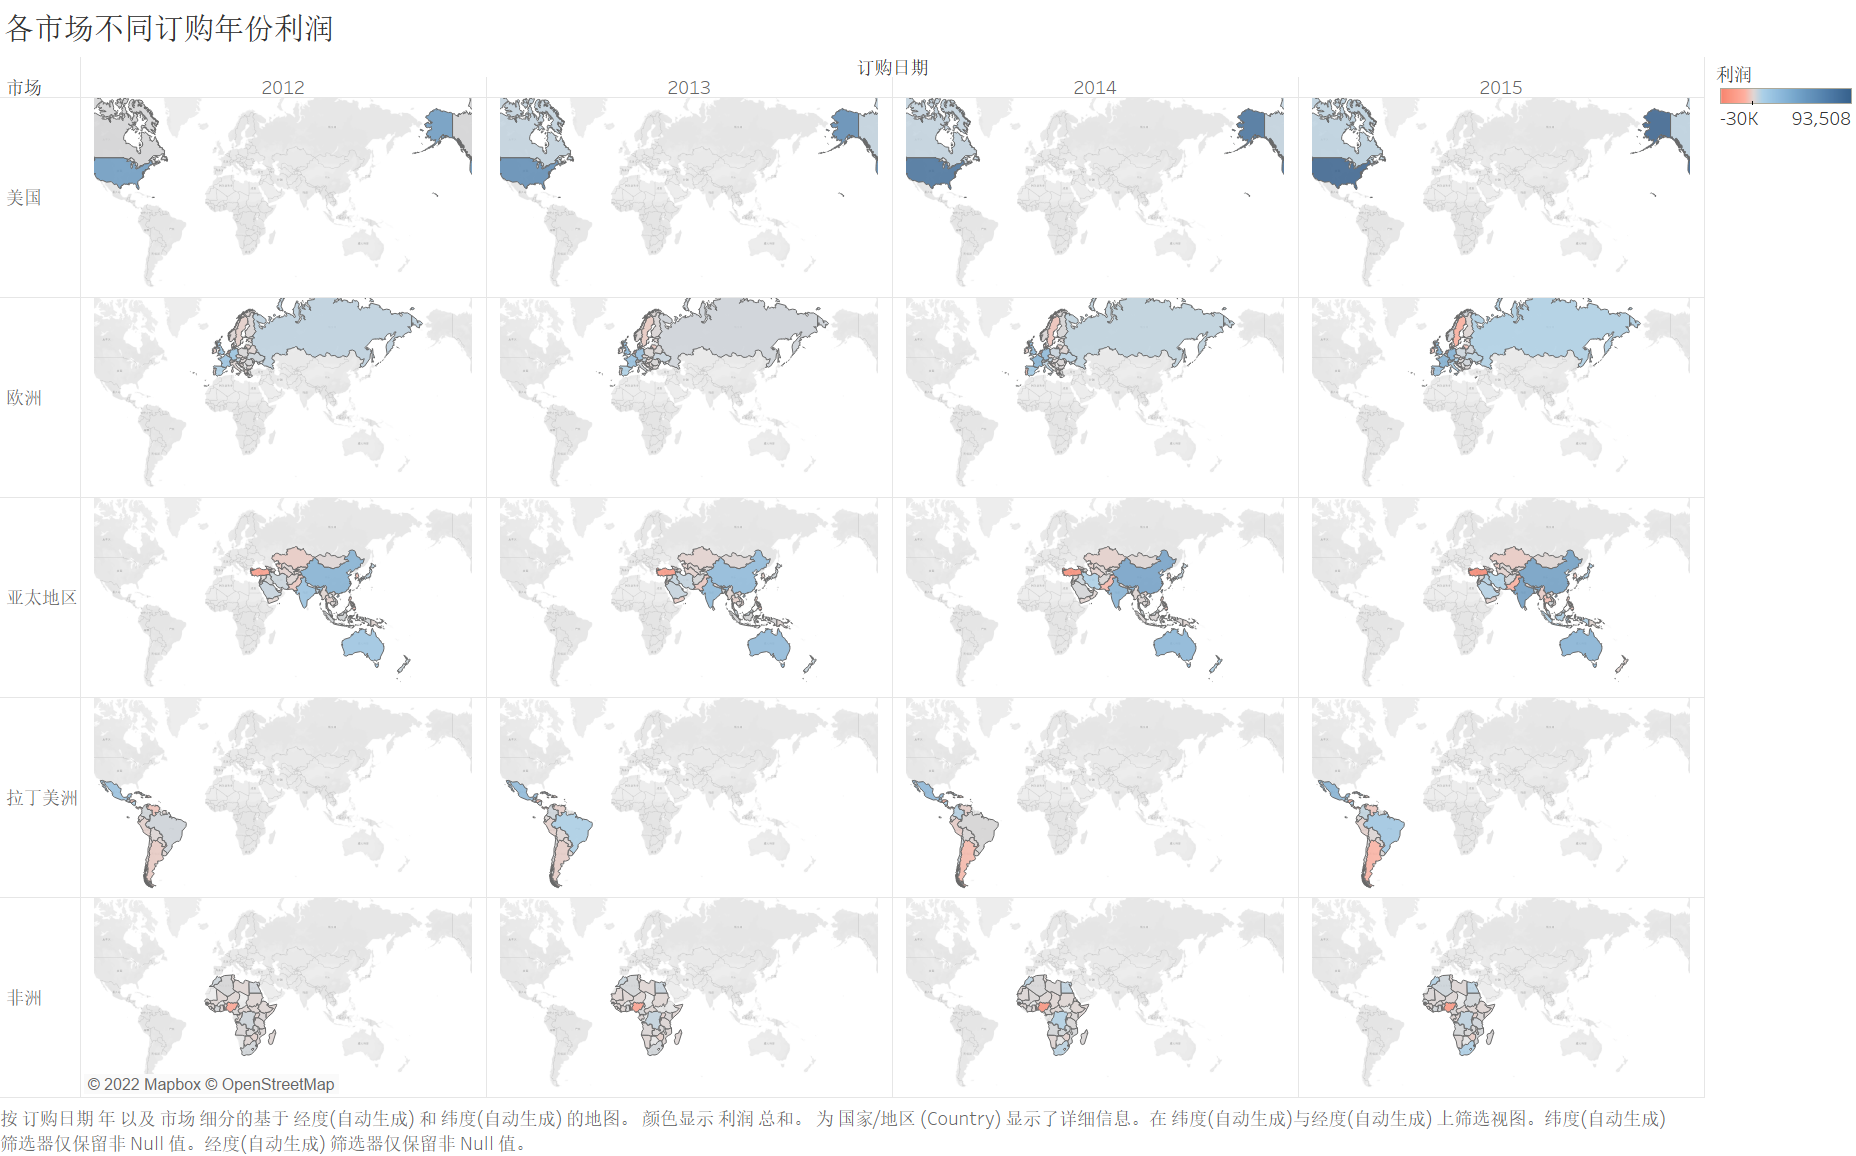 各市场不同订购年份利润
订购日期
市场
2012
2013
2014
2015
利润
-30K
93,508
美国
欧洲
亚太地区
拉丁美洲
非洲
© 2022 Mapbox © OpenStreetMap
按 订购日期 年 以及 市场 细分的基于 经度(自动生成) 和 纬度(自动生成) 的地图。 颜色显示 利润 总和。 为 国家/地区 (Country) 显示了详细信息。在 纬度(自动生成)与经度(自动生成) 上筛选视图。纬度(自动生成)
筛选器仅保留非 Null 值。经度(自动生成) 筛选器仅保留非 Null 值。